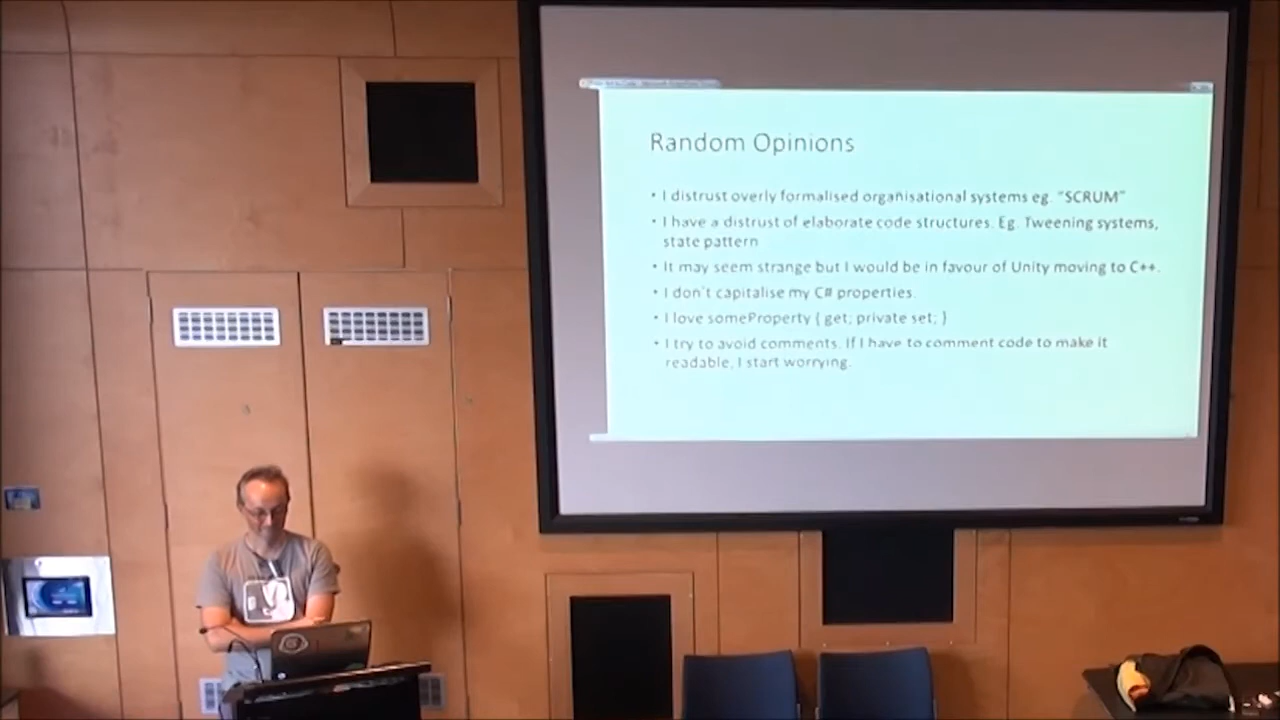 Random Opinions
• I distrust overly formalised organisational systems eg. "SCRUM"
• I have a distrust of elaborate code structures. Eg. Tweening systems,
state pattern
• It may seem strange but I would be in favour of Unity moving to C++.
• I don't capitalise my C# properties.
• I love someProperty { get; private set; }
• I try to avoid comments. If I have to comment code to make it
readable, I start worrying.